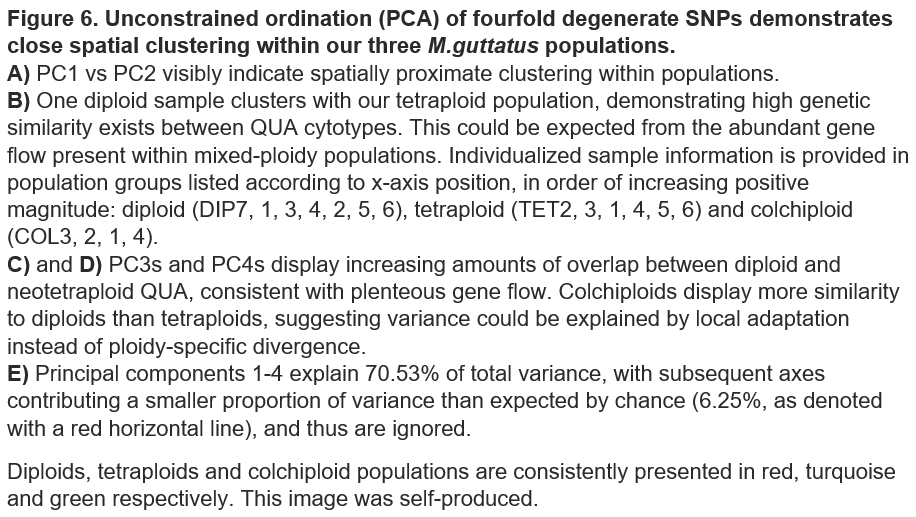 Figure 6. Unconstrained ordination (PCA) of fourfold degenerate SNPs demonstrates
close spatial clustering within our three M.guttatus populations.
A) PC1 vs PC2 visibly indicate spatially proximate clustering within populations.
B) One diploid sample clusters with our tetraploid population, demonstrating high genetic
similarity exists between QUA cytotypes. This could be expected from the abundant gene
flow present within mixed-ploidy populations. Individualized sample information is provided in
population groups listed according to x-axis position, in order of increasing positive
magnitude: diploid (DIP7, 1, 3, 4, 2, 5, 6), tetraploid (TET2, 3, 1, 4, 5, 6) and colchiploid
(COL3, 2, 1, 4).
C) and D) PC3s and PC4s display increasing amounts of overlap between diploid and
neotetraploid QUA, consistent with plenteous gene flow. Colchiploids display more similarity
to diploids than tetraploids, suggesting variance could be explained by local adaptation
instead of ploidy-specific divergence.
E) Principal components 1-4 explain 70.53% of total variance, with subsequent axes
contributing a smaller proportion of variance than expected by chance (6.25%, as denoted
with a red horizontal line), and thus are ignored.
Diploids, tetraploids and colchiploid populations are consistently presented in red, turquoise
and green respectively. This image was self-produced.